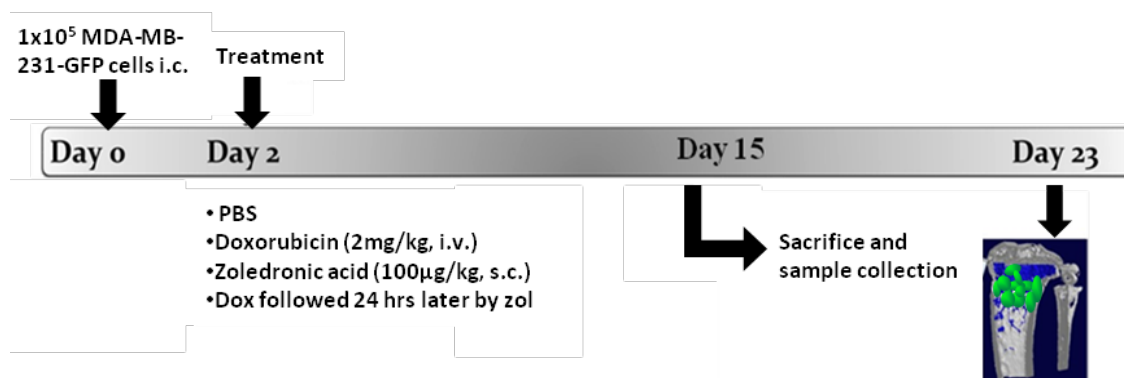 1x10⁵ MDA-MB-
231-GFP cells i.c.
Treatment
Day 0
Day 2
Day 15
Day 23
• PBS
•Doxorubicin (2mg/kg, i.v.)
•Zoledronic acid (100µg/kg, s.c.)
•Dox followed 24 hrs later by zol
Sacrifice and
sample collection